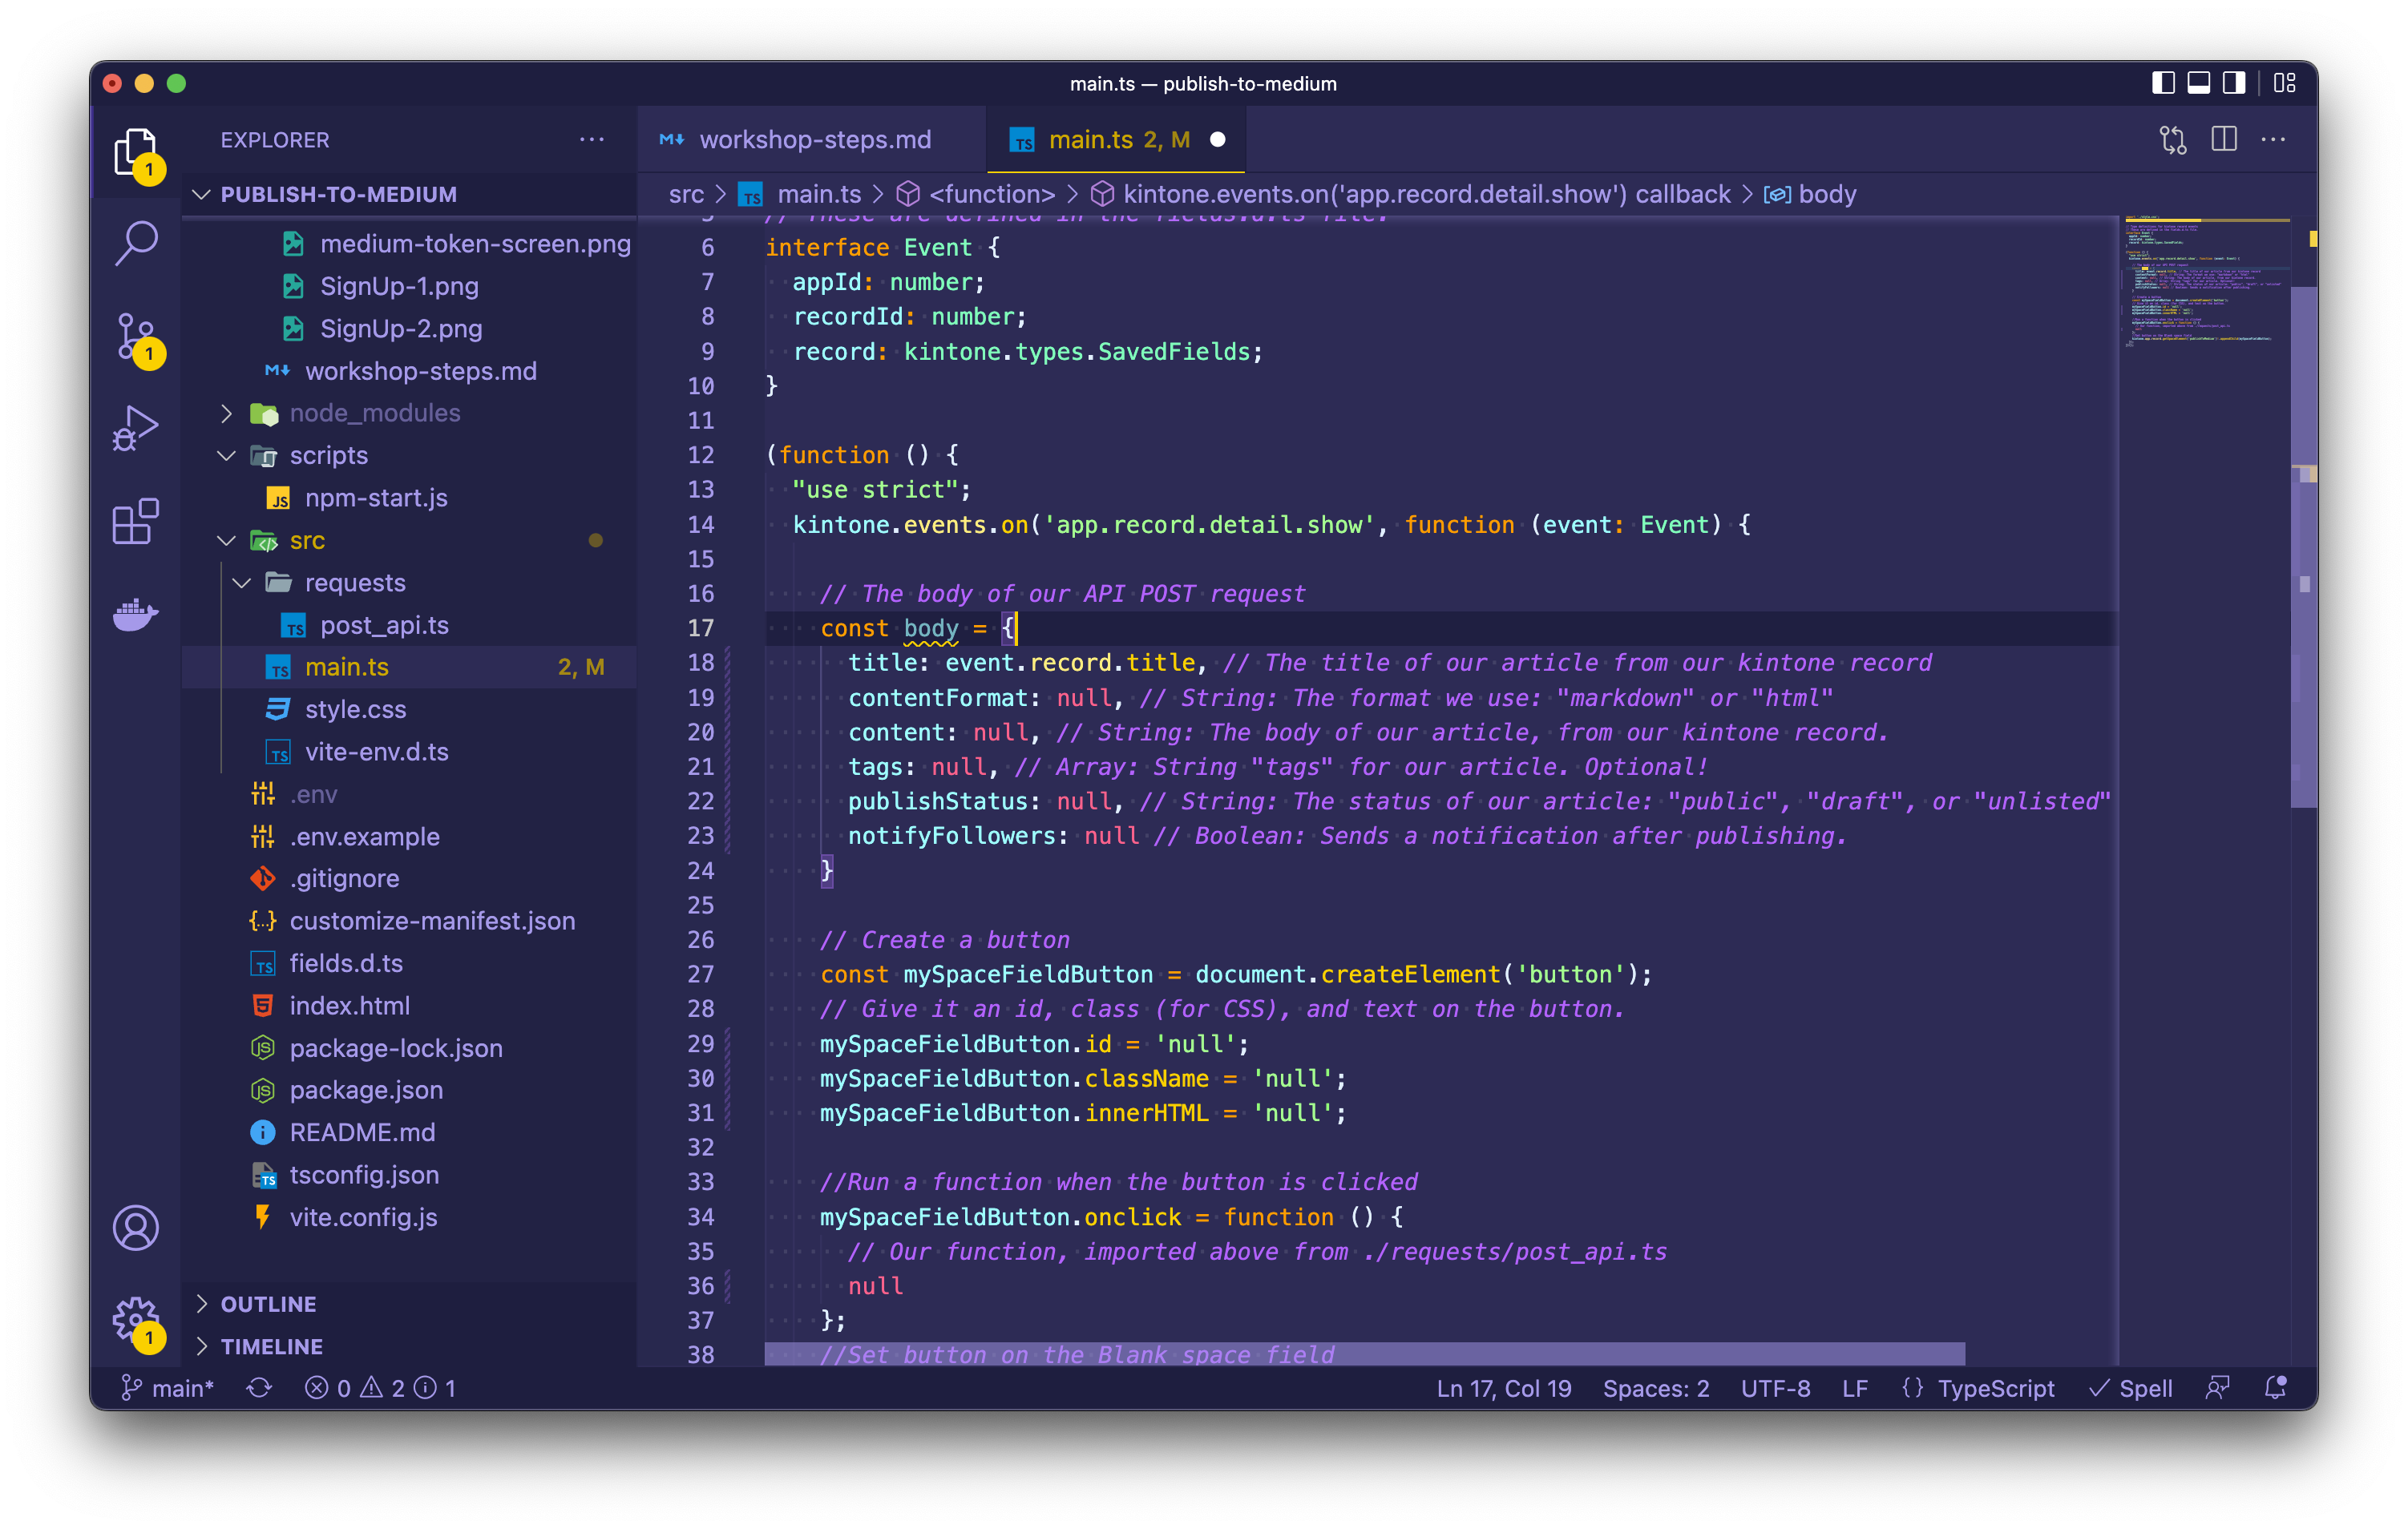 main.ts — publish-to-medium
EXPLORER
PUBLISH-TO-MEDIUM
medium-token-screen.png
SignUp-1.png
SignUp-2.png
workshop-steps.md
node_modules
scripts
npm-start.js
src
requests
post_api.ts
main.ts 2, M
style.css
vite-env.d.ts
.env
.env.example
.gitignore
customize-manifest.json
fields.d.ts
index.html
package-lock.json
package.json
README.md
tsconfig.json
vite.config.js
OUTLINE
TIMELINE
1
1
1
workshop-steps.md
main.ts 2, M
src > main.ts > <function> > kintone.events.on('app.record.detail.show') callback > body
5 // These are defined in the fields.d.ts file.
6 interface Event {
7 appId: number;
8 recordId: number;
9 record: kintone.types.SavedFields;
10 }
11
12 (function () {
13 "use strict";
14 kintone.events.on('app.record.detail.show', function (event: Event) {
15
16 // The body of our API POST request
17 const body = {
18 title: event.record.title, // The title of our article from our kintone record
19 contentFormat: null, // String: The format we use: "markdown" or "html"
20 content: null, // String: The body of our article, from our kintone record.
21 tags: null, // Array: String "tags" for our article. Optional!
22 publishStatus: null, // String: The status of our article: "public", "draft", or "unlisted"
23 notifyFollowers: null // Boolean: Sends a notification after publishing.
24 }
25
26 // Create a button
27 const mySpaceFieldButton = document.createElement('button');
28 // Give it an id, class (for CSS), and text on the button.
29 mySpaceFieldButton.id = 'null';
30 mySpaceFieldButton.className = 'null';
31 mySpaceFieldButton.innerHTML = 'null';
32
33 //Run a function when the button is clicked
34 mySpaceFieldButton.onclick = function () {
35 // Our function, imported above from ./requests/post_api.ts
36 null
37 };
38 //Set button on the Blank space field
main* 0 2 1 Ln 17, Col 19 Spaces: 2 UTF-8 LF {} TypeScript Spell